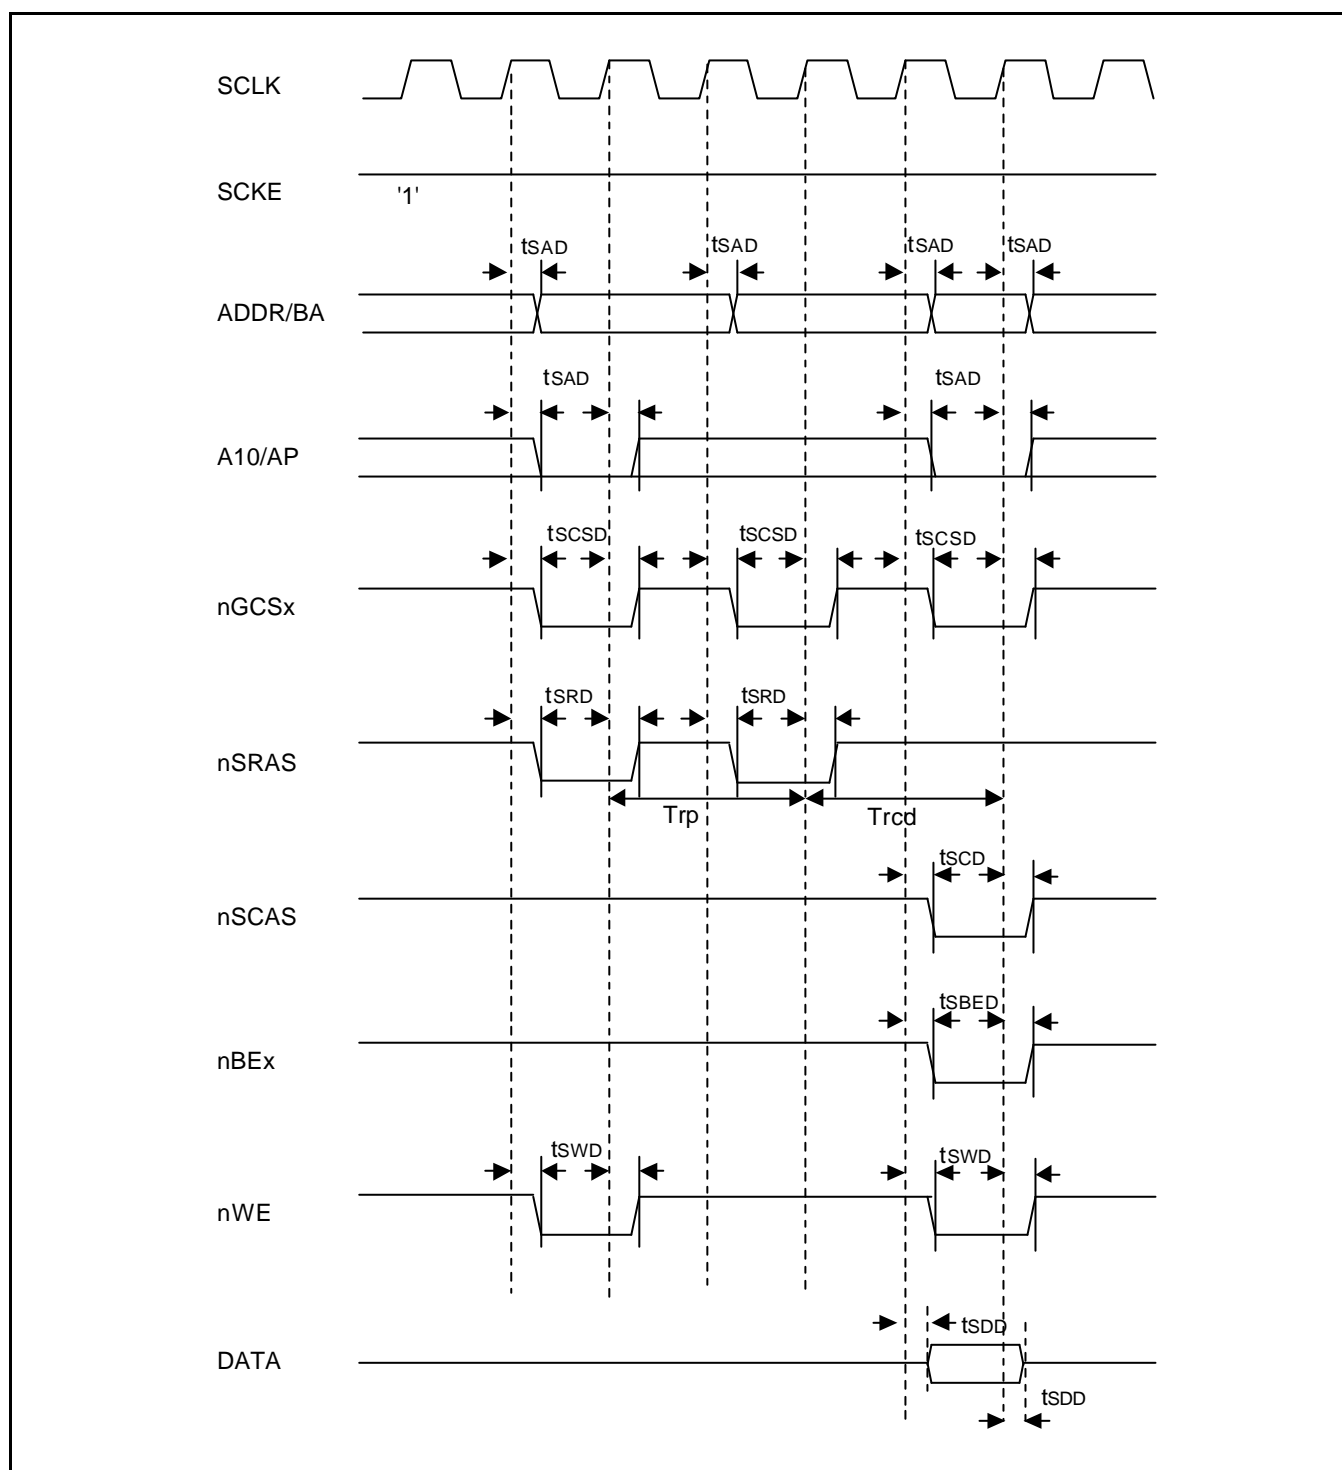 SCLK
SCKE
'1'
tSAD tSAD tSAD tSAD
ADDR/BA
tSAD tSAD
A10/AP
tSCSD tSCSD tSCSD
nGCSx
tSRD tSRD
nSRAS
Trp Trcd
tSCD
nSCAS
tSBED
nBEx
tSWD tSWD
nWE
tSDD
DATA
tSDD